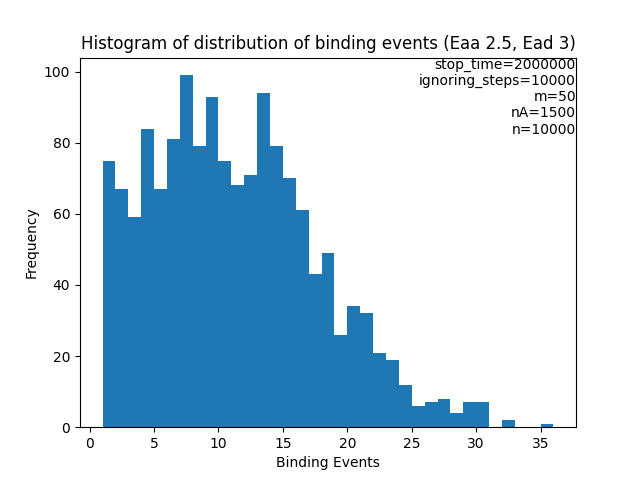 Histogram of distribution of binding events (Eaa 2.5, Ead 3)
stop_time=2000000
ignoring_steps=10000
m=50
nA=1500
n=10000
100
80
60
40
20
0
Frequency
0 5 10 15 20 25 30 35
Binding Events